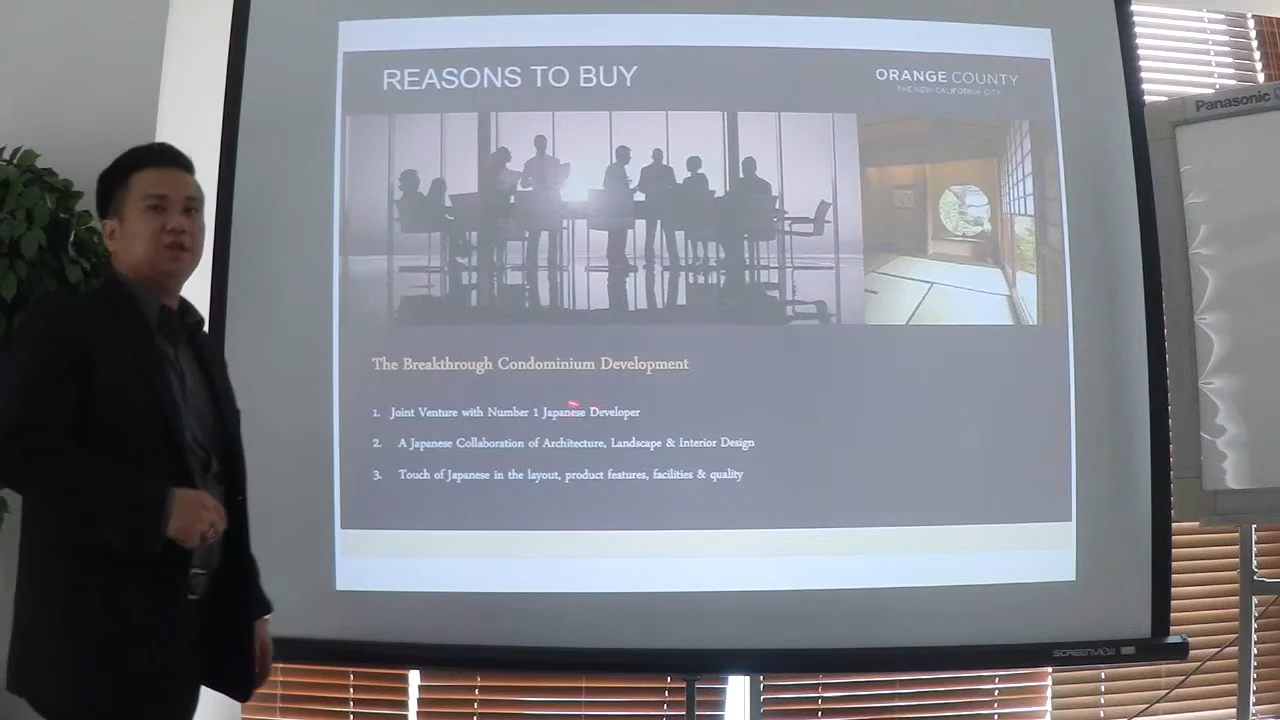 REASONS TO BUY
ORANGE COUNTY
THE NEW CALIFORNIA CITY
Panasonic
The Breakthrough Condominium Development
1. Joint Venture with Number 1 Japanese Developer
2. A Japanese Collaboration of Architecture, Landscape & Interior Design
3. Touch of Japanese in the layout, product features, facilities & quality
SCREENVIEW